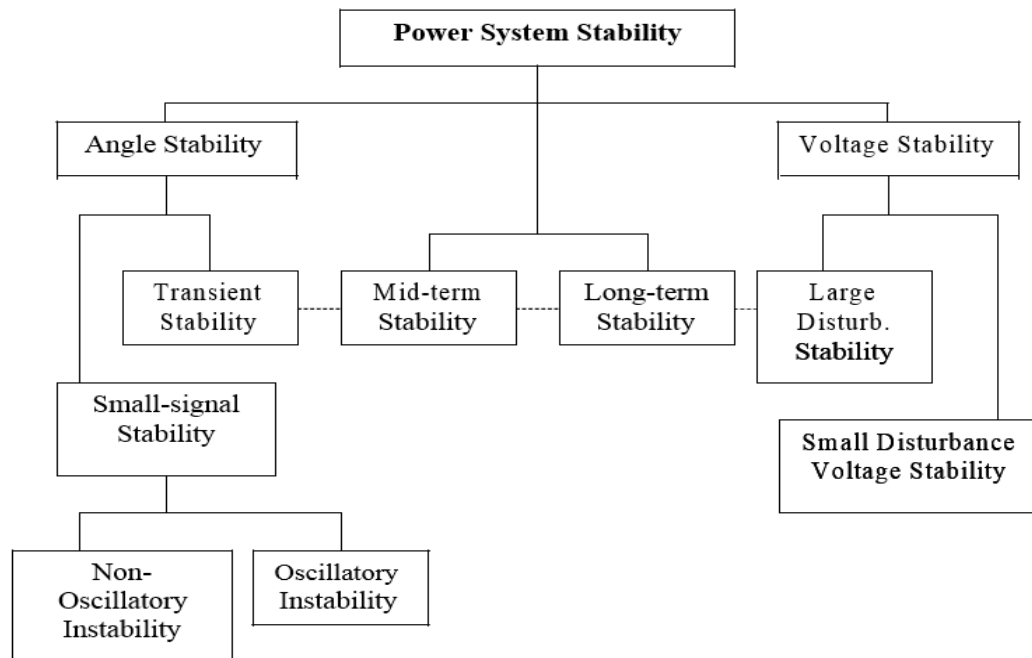 Power System Stability
Angle Stability
Voltage Stability
Transient
Stability
Mid-term
Stability
Long-term
Stability
Large
Disturb.
Stability
Small-signal
Stability
Small Disturbance
Voltage Stability
Non-
Oscillatory
Instability
Oscillatory
Instability